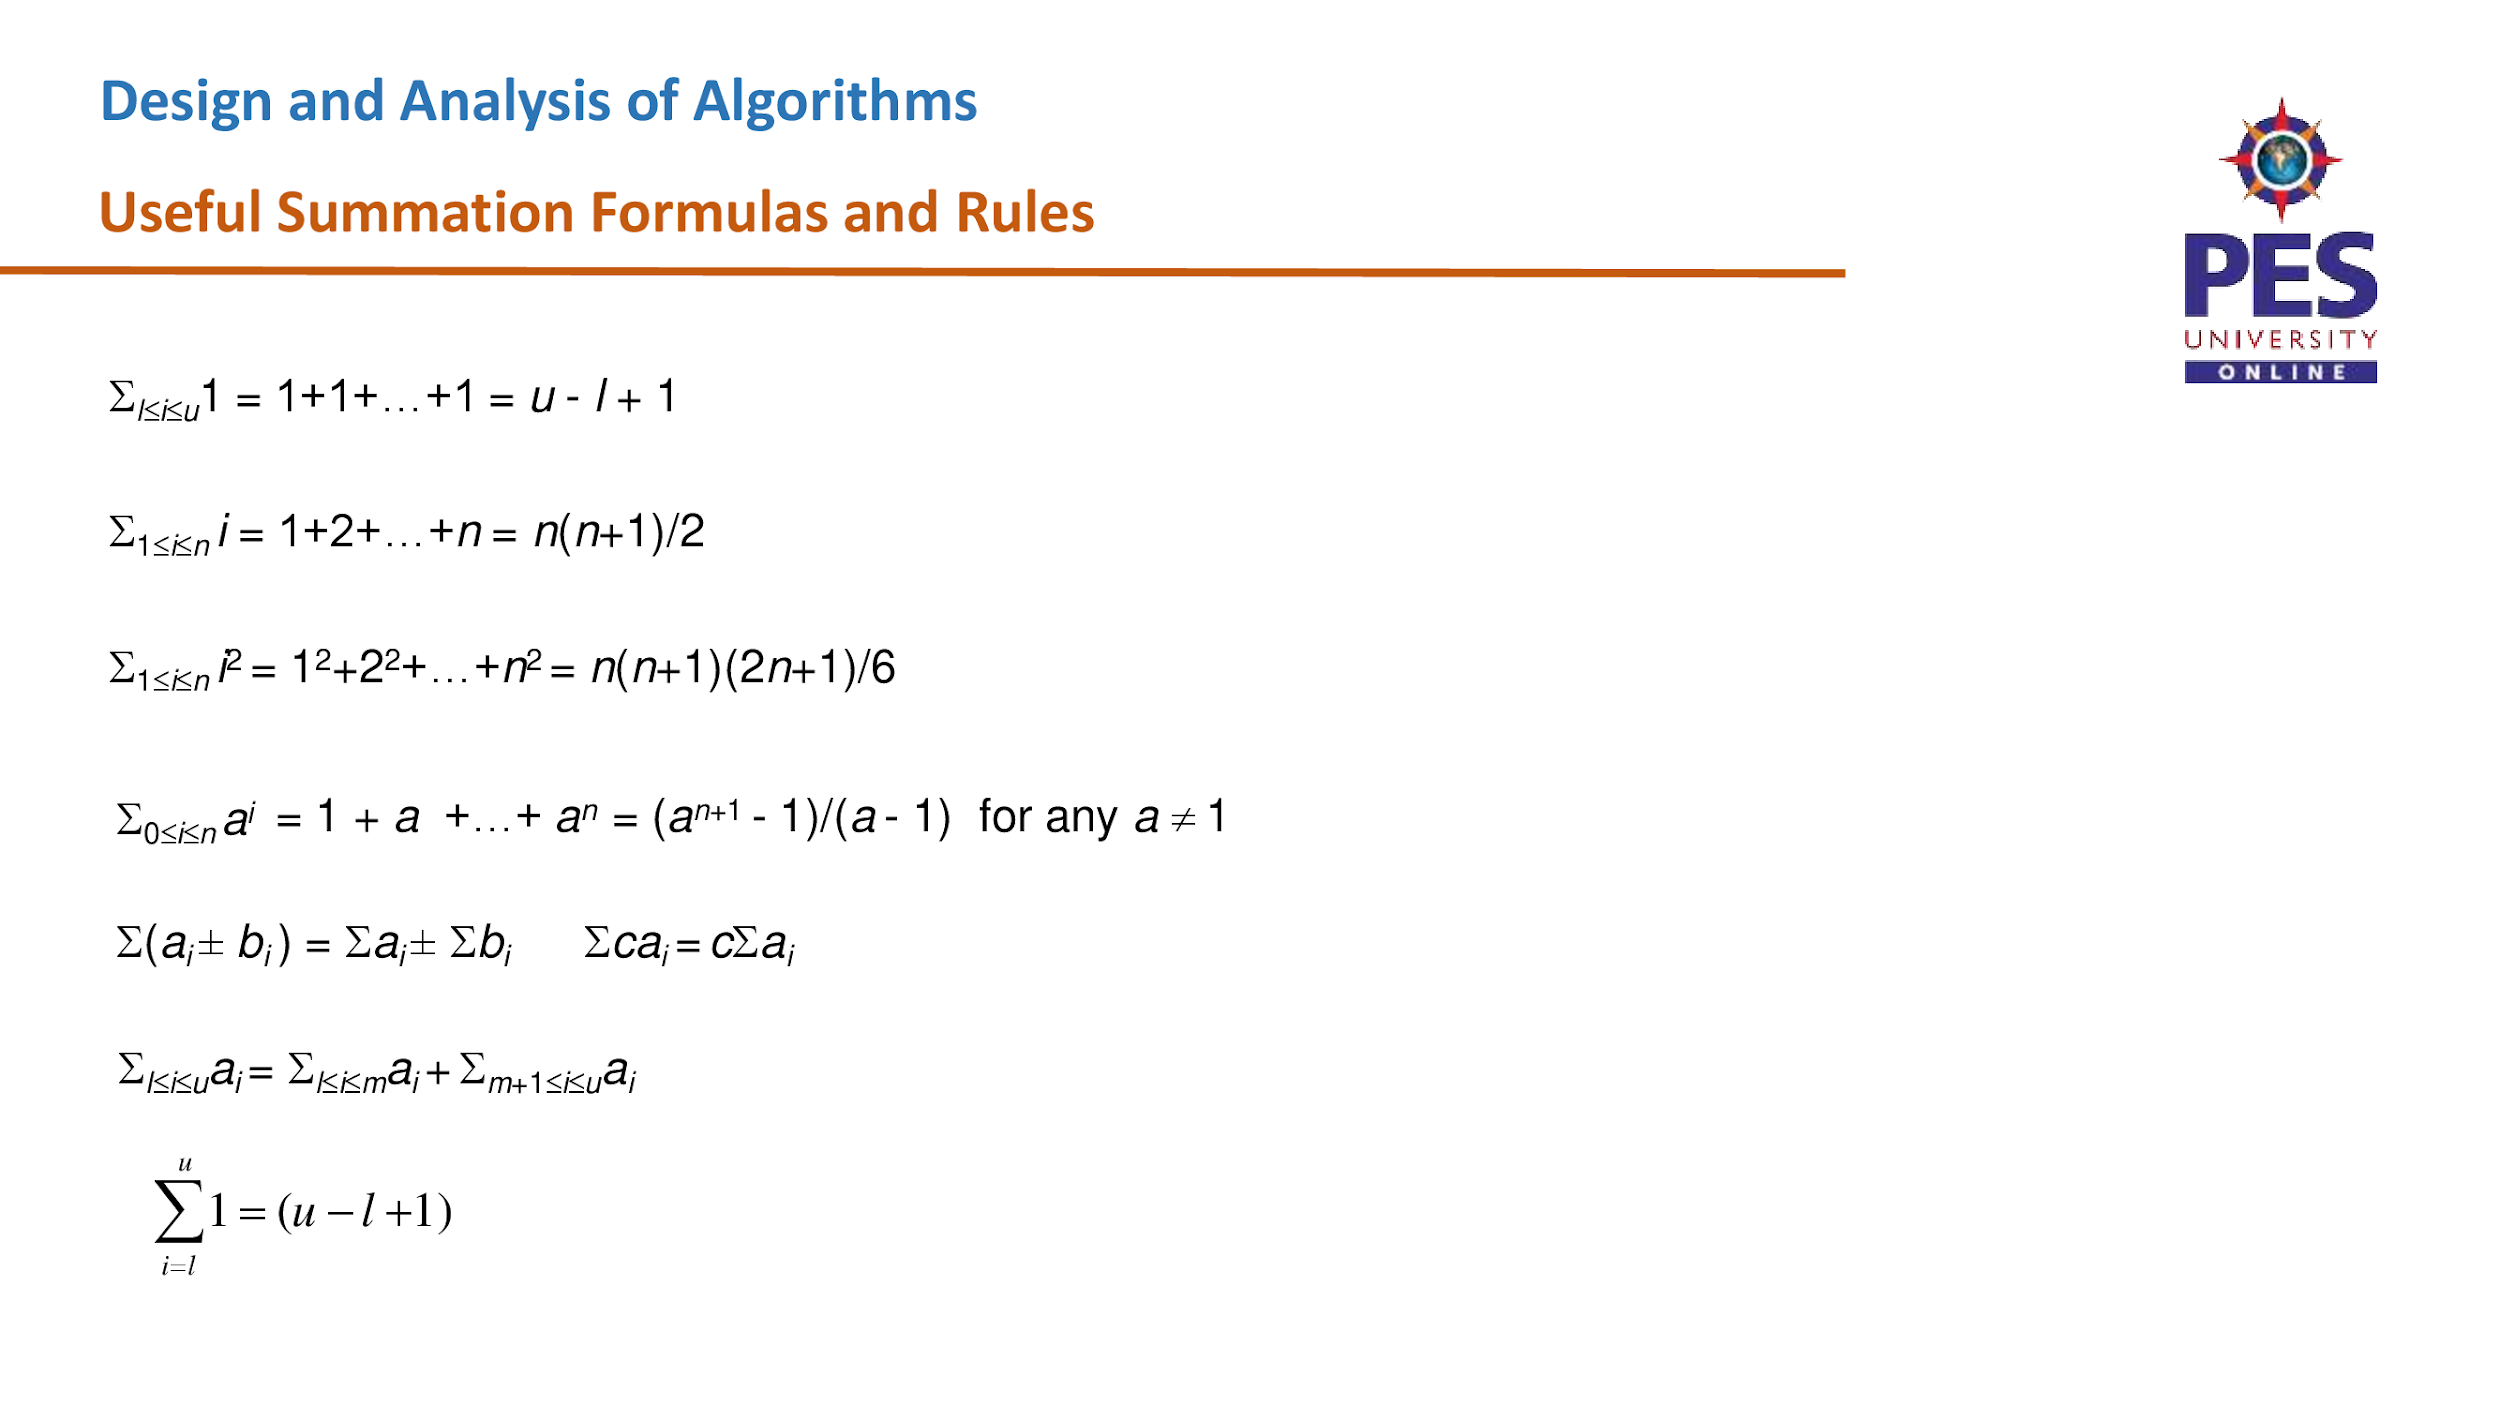 Design and Analysis of Algorithms
Useful Summation Formulas and Rules
PES
UNIVERSITY
ONLINE
Σl≤i≤u1 = 1+1+…+1 = u - l + 1
Σ1≤i≤n i = 1+2+…+n = n(n+1)/2
Σ1≤i≤n i² = 1²+2²+…+n² = n(n+1)(2n+1)/6
Σ0≤i≤n aⁱ = 1 + a +…+ aⁿ = (aⁿ⁺¹ - 1)/(a - 1) for any a ≠ 1
Σ(ai ± bi) = Σai ± Σbi Σcai = cΣai
Σl≤i≤uai = Σl≤i≤mai + Σm+1≤i≤uai
u
∑1 = (u − l +1)
i=l